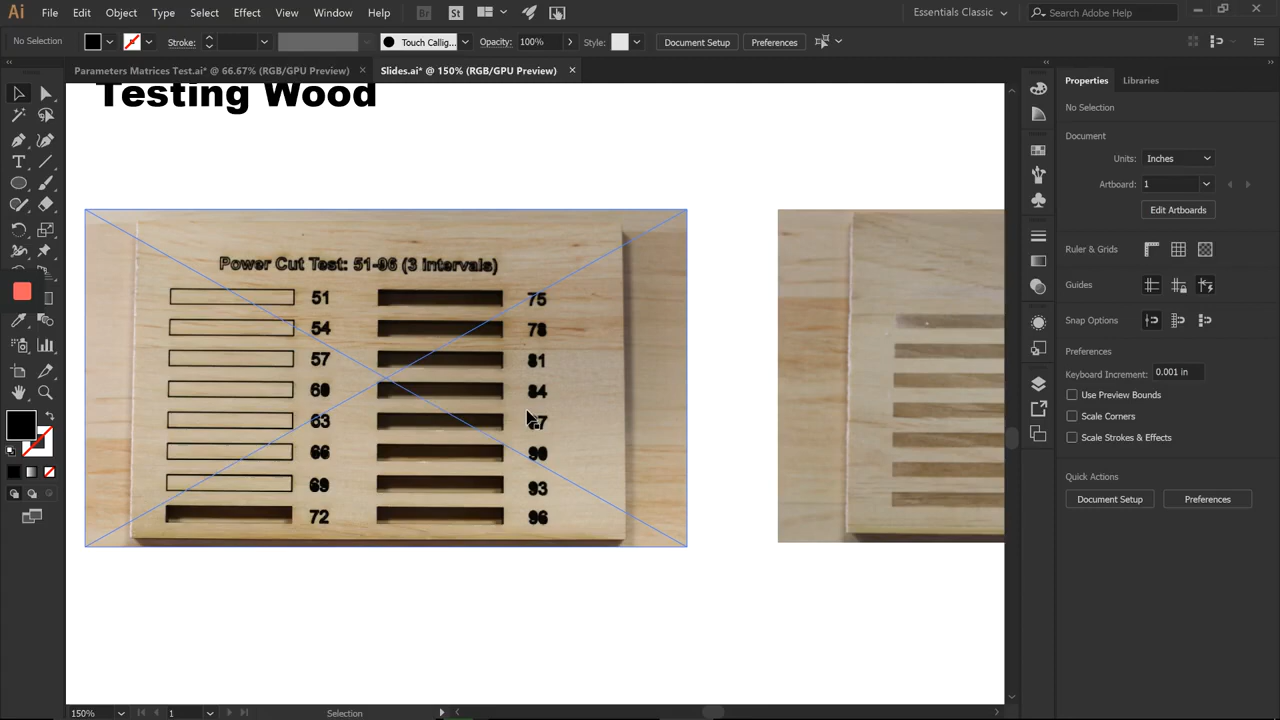 Ai File Edit Object Type Select Effect View Window Help Br St Essentials Classic Search Adobe Help
No Selection Stroke: Touch Callig... Opacity: 100% Style: Document Setup Preferences
Parameters Matrices Test.ai* @ 66.67% (RGB/GPU Preview) Slides.ai* @ 150% (RGB/GPU Preview)
Properties Libraries
Testing Wood
No Selection
Document
Units: Inches
Artboard: 1
Edit Artboards
Ruler & Grids
Guides
Snap Options
Preferences
Keyboard Increment: 0.001 in
Use Preview Bounds
Scale Corners
Scale Strokes & Effects
Quick Actions
Document Setup Preferences
Power Cut Test: 51-96 (3 intervals)
51 75
54 78
57 81
60 84
63
66 90
69 93
72 96
150% 1 Selection